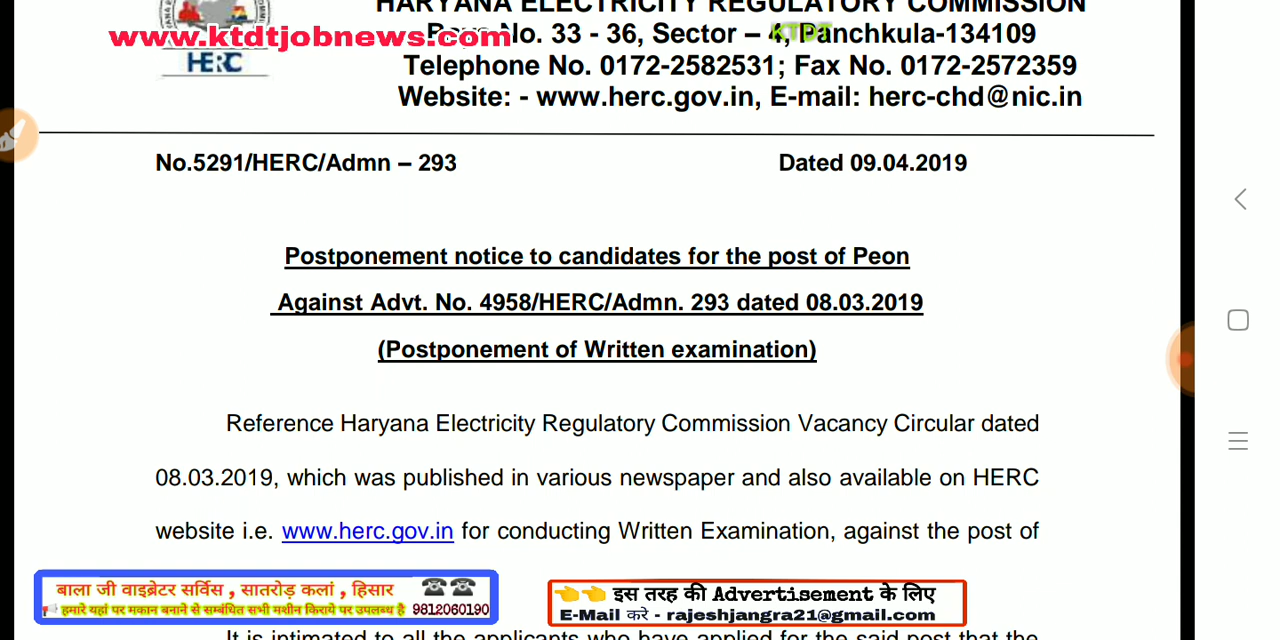 HARYANA ELECTRICITY REGULATORY COMMISSION
www.ktdtjobnews.com
No. 33 - 36, Sector – 4, Panchkula-134109
KTDT
HERC
Telephone No. 0172-2582531; Fax No. 0172-2572359
Website: - www.herc.gov.in, E-mail: herc-chd@nic.in
No.5291/HERC/Admn – 293
Dated 09.04.2019
Postponement notice to candidates for the post of Peon
Against Advt. No. 4958/HERC/Admn. 293 dated 08.03.2019
(Postponement of Written examination)
Reference Haryana Electricity Regulatory Commission Vacancy Circular dated
08.03.2019, which was published in various newspaper and also available on HERC
website i.e. www.herc.gov.in for conducting Written Examination, against the post of
बाला जी वाइब्रेटर सर्विस , सातरोड़ कलां , हिसार
हमारे यहां पर मकान बनाने से सम्बंधित सभी मशीन किराये पर उपलब्ध है 9812060190
इस तरह की Advertisement के लिए
E-Mail करे - rajeshjangra21@gmail.com
It is intimated to all the applicants who have applied for the said post that the